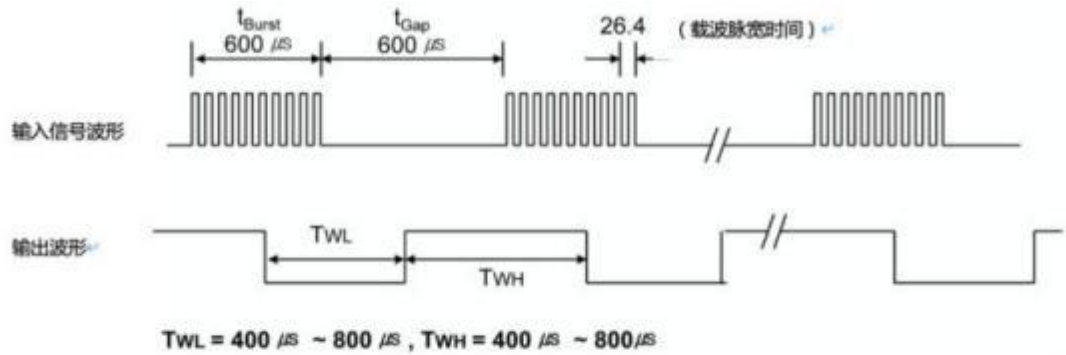 tBurst
600 μs
tGap
600 μs
26.4 （载波脉宽时间）
输入信号波形
输出波形
TWL
TWH
TWL = 400 μs ~ 800 μs , TWH = 400 μs ~ 800μs